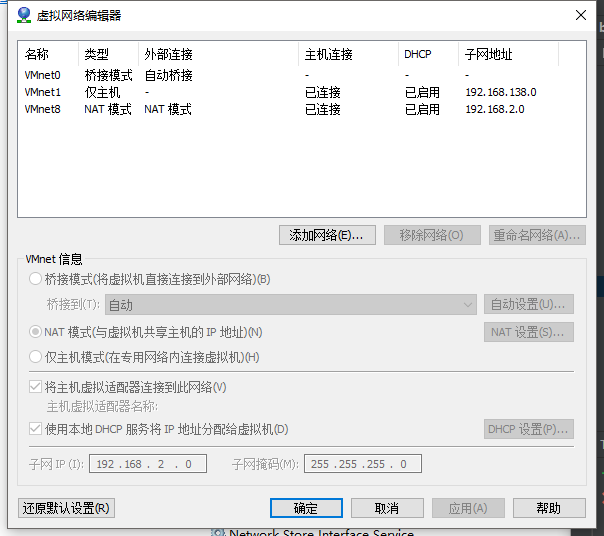 虚拟网络编辑器
名称 类型 外部连接 主机连接 DHCP 子网地址
VMnet0 桥接模式 自动桥接 - - -
VMnet1 仅主机 - 已连接 已启用 192.168.138.0
VMnet8 NAT 模式 NAT 模式 已连接 已启用 192.168.2.0
添加网络(E)... 移除网络(O) 重命名网络(A)...
VMnet 信息
桥接模式(将虚拟机直接连接到外部网络)(B)
桥接到(T): 自动 自动设置(U)...
NAT 模式(与虚拟机共享主机的 IP 地址)(N) NAT 设置(S)...
仅主机模式(在专用网络内连接虚拟机)(H)
将主机虚拟适配器连接到此网络(V)
主机虚拟适配器名称:
使用本地 DHCP 服务将 IP 地址分配给虚拟机(D) DHCP 设置(P)...
子网 IP (I): 192 . 168 . 2 . 0 子网掩码(M): 255 . 255 . 255 . 0
还原默认设置(R) 确定 取消 应用(A) 帮助
Network Store Interface Service